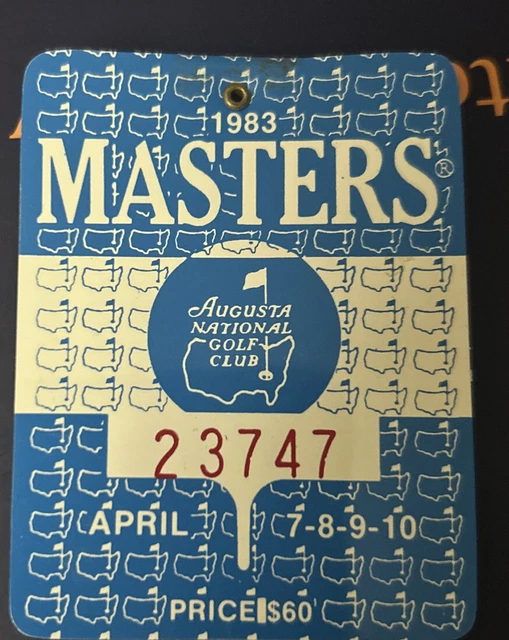 1983
MASTERS®
AUGUSTA
NATIONAL
GOLF
CLUB
23747
APRIL 7-8-9-10
PRICE $60